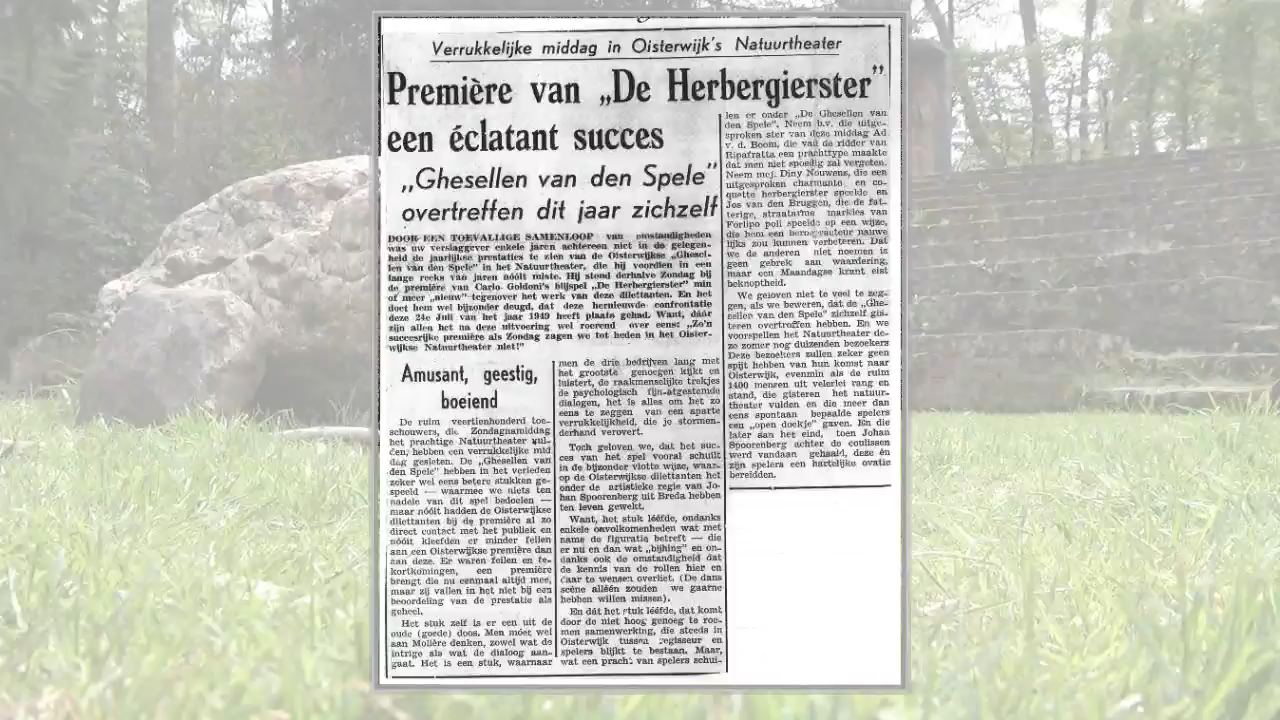 Verrukkelijke middag in Oisterwijk's Natuurtheater
Première van „De Herbergierster”
een éclatant succes
„Ghesellen van den Spele”
overtreffen dit jaar zichzelf
DOOR EEN TOEVALLIGE SAMENLOOP van omstandigheden
was uw verslaggever enkele jaren achtereen niet in de gelegen-
heid de jaarlijkse prestaties te zien van de Oisterwijkse „Ghesel-
len van den Spele” in het Natuurtheater, die hij voordien in een
lange reeks van jaren nóóit miste. Hij stond derhalve Zondag bij
de première van Carlo Goldoni's blijspel „De Herbergierster” min
of meer „nieuw” tegenover het werk van deze dilettanten. En het
doet hem wel bijzonder deugd, dat deze hernieuwde confrontatie
deze 24e Juli van het jaar 1949 heeft plaats gehad. Want, dáár
zijn allen het na deze uitvoering wel roerend over eens: „Zo'n
succesrijke première als Zondag zagen we tot heden in het Oister-
wijkse Natuurtheater niet!”
Amusant, geestig,
boeiend
De ruim veertienhonderd toe-
schouwers, die Zondagnamiddag
het prachtige Natuurtheater vul-
den, hebben een verrukkelijke mid
dag gesleten. De „Ghesellen van
den Spele” hebben in het verleden
zeker wel eens betere stukken ge-
speeld — waarmee we niets ten
nadele van dit spel bedoelen —
maar nóóit hadden de Oisterwijkse
dilettanten bij de première al zo
direct contact met het publiek en
nóóit kleefden er minder feilen
aan een Oisterwijkse première dan
aan deze. Er waren feilen en te-
kortkomingen, een première
brengt die nu eenmaal altijd mee,
maar zij vallen in het niet bij een
beoordeling van de prestatie als
geheel.
Het stuk zelf is er een uit de
oude (goede) doos. Men móet wel
aan Molière denken, zowel wat de
intrige als wat de dialoog aan-
gaat. Het is een stuk, waarnaar
men de drie bedrijven lang met
het grootste genoegen kijkt en
luistert, de raakmenselijke trekjes
de psychologisch fijn-afgestemde
dialogen, het is alles om het zo
eens te zeggen van een aparte
verrukkelijkheid, die je stormen-
derhand verovert.
Toch geloven we, dat het suc-
ces van het spel vooral schuilt
in de bijzonder vlotte wijze, waar-
op de Oisterwijkse dilettanten het
onder de artistieke regie van Jo-
han Spoorenberg uit Breda hebben
ten leven gewekt.
Want, het stuk lééfde, ondanks
enkele onvolkomenheden wat met
name de figuratie betreft — die
er nu en dan wat „bijhing” en on-
danks ook de omstandigheid dat
de kennis van de rollen hier en
daar te wensen overliet. (De dans
scène alléén zouden we gaarne
hebben willen missen).
En dát het stuk lééfde, dat komt
door de niet hoog genoeg te roe-
men samenwerking, die steeds in
Oisterwijk tussen regisseur en
spelers blijkt te bestaan. Maar,
wat een pracht van spelers schui-
len er onder „De Ghesellen van
den Spele”. Neem b.v. die uitge-
sproken ster van deze middag Ad
v. d. Boom, die van de ridder van
Ripafratta een prachttype maakte
dat men niet spoedig zal vergeten.
Neem mej. Diny Nouwens, die een
uitgesproken charmante en co-
quette herbergierster speelde en
Jos van den Bruggen, die de fat-
terige, straatarme markies van
Forlipo poli speelde op een wijze,
die hem een beroepsacteur nauwe
lijks zou kunnen verbeteren. Dat
we de anderen niet noemen is
geen gebrek aan waardering,
maar een Maandagse krant eist
beknoptheid.
We geloven niet te veel te zeg-
gen, als we beweren, dat de „Ghe-
sellen van den Spele” zichzelf gis-
teren overtroffen hebben. En we
voorspellen het Natuurtheater de-
ze zomer nog duizenden bezoekers
Deze bezoekers zullen zeker geen
spijt hebben van hun komst naar
Oisterwijk, evenmin als de ruim
1400 mensen uit velerlei rang en
stand, die gisteren het natuur-
theater vulden en die meer dan
eens spontaan bepaalde spelers
een „open doekje” gaven. En die
later aan het eind, toen Johan
Spoorenberg achter de coulissen
werd vandaan gehaald, deze èn
zijn spelers een hartelijke ovatie
bereidden.